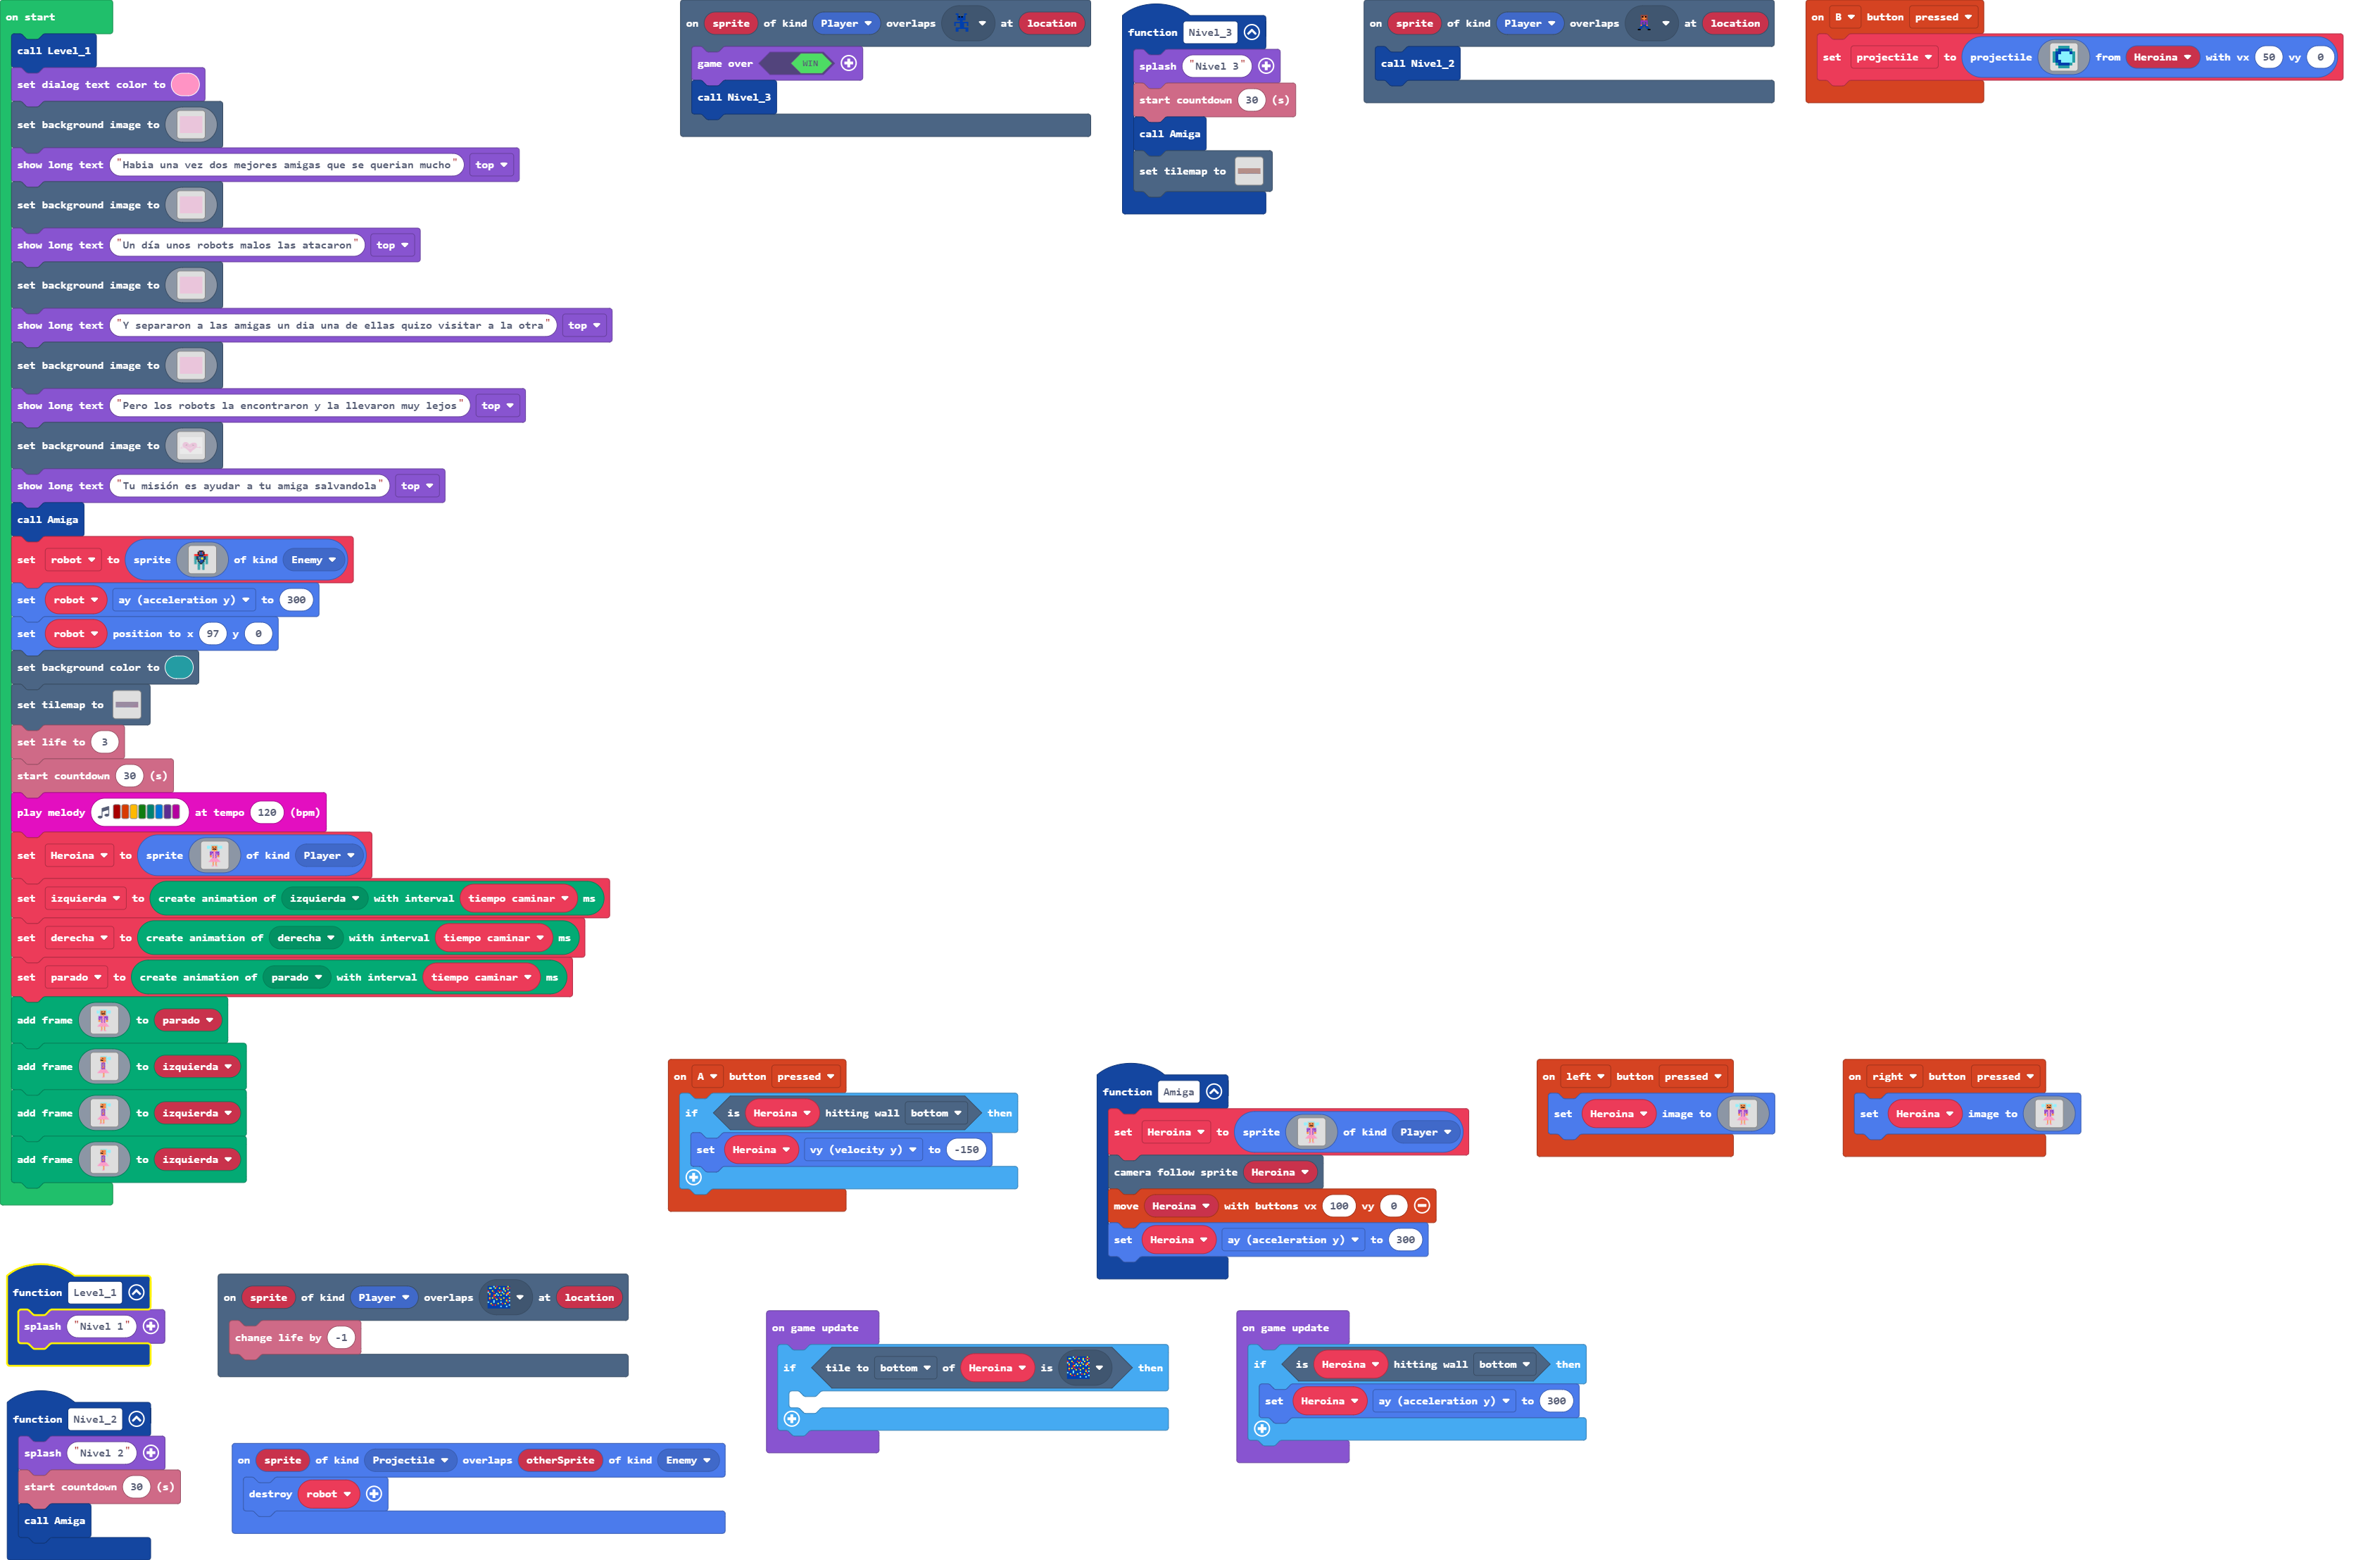 on start
call Level_1
set dialog text color to
set background image to
show long text "Habia una vez dos mejores amigas que se querian mucho" top
set background image to
show long text "Un día unos robots malos las atacaron" top
set background image to
show long text "Y separaron a las amigas un dia una de ellas quizo visitar a la otra" top
set background image to
show long text "Pero los robots la encontraron y la llevaron muy lejos" top
set background image to
show long text "Tu misión es ayudar a tu amiga salvandola" top
call Amiga
set robot to sprite of kind Enemy
set robot ay (acceleration y) to 300
set robot position to x 97 y 0
set background color to
set tilemap to
set life to 3
start countdown 30 (s)
play melody at tempo 120 (bpm)
set Heroina to sprite of kind Player
set izquierda to create animation of izquierda with interval tiempo caminar ms
set derecha to create animation of derecha with interval tiempo caminar ms
set parado to create animation of parado with interval tiempo caminar ms
add frame to parado
add frame to izquierda
add frame to izquierda
add frame to izquierda
on sprite of kind Player overlaps at location
game over WIN
call Nivel_3
function Nivel_3
splash "Nivel 3"
start countdown 30 (s)
call Amiga
set tilemap to
on sprite of kind Player overlaps at location
call Nivel_2
on B button pressed
set projectile to projectile from Heroina with vx 50 vy 0
on A button pressed
if is Heroina hitting wall bottom then
set Heroina vy (velocity y) to -150
function Amiga
set Heroina to sprite of kind Player
camera follow sprite Heroina
move Heroina with buttons vx 100 vy 0
set Heroina ay (acceleration y) to 300
on left button pressed
set Heroina image to
on right button pressed
set Heroina image to
function Level_1
splash "Nivel 1"
on sprite of kind Player overlaps at location
change life by -1
on game update
if tile to bottom of Heroina is then
on game update
if is Heroina hitting wall bottom then
set Heroina ay (acceleration y) to 300
function Nivel_2
splash "Nivel 2"
start countdown 30 (s)
call Amiga
on sprite of kind Projectile overlaps otherSprite of kind Enemy
destroy robot